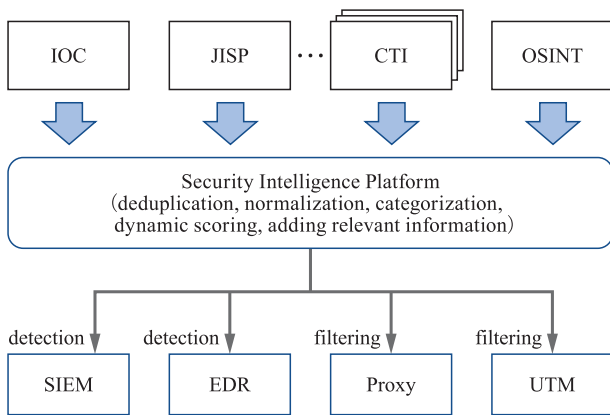 IOC
JISP
...
CTI
OSINT
Security Intelligence Platform
(deduplication, normalization, categorization,
dynamic scoring, adding relevant information)
detection
detection
filtering
filtering
SIEM
EDR
Proxy
UTM